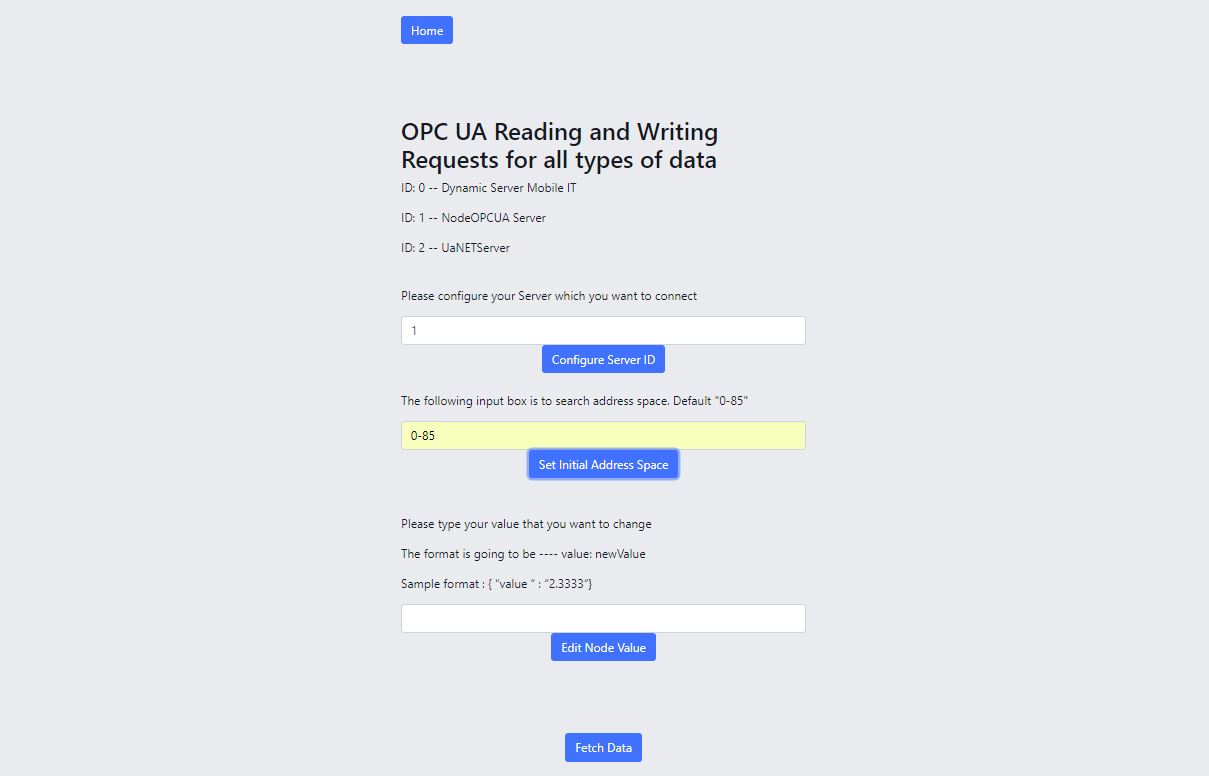 Home
OPC UA Reading and Writing
Requests for all types of data
ID: 0 -- Dynamic Server Mobile IT
ID: 1 -- NodeOPCUA Server
ID: 2 -- UaNETServer
Please configure your Server which you want to connect
1
Configure Server ID
The following input box is to search address space. Default "0-85"
0-85
Set Initial Address Space
Please type your value that you want to change
The format is going to be ---- value: newValue
Sample format : { “value “ : “2.3333”}
Edit Node Value
Fetch Data